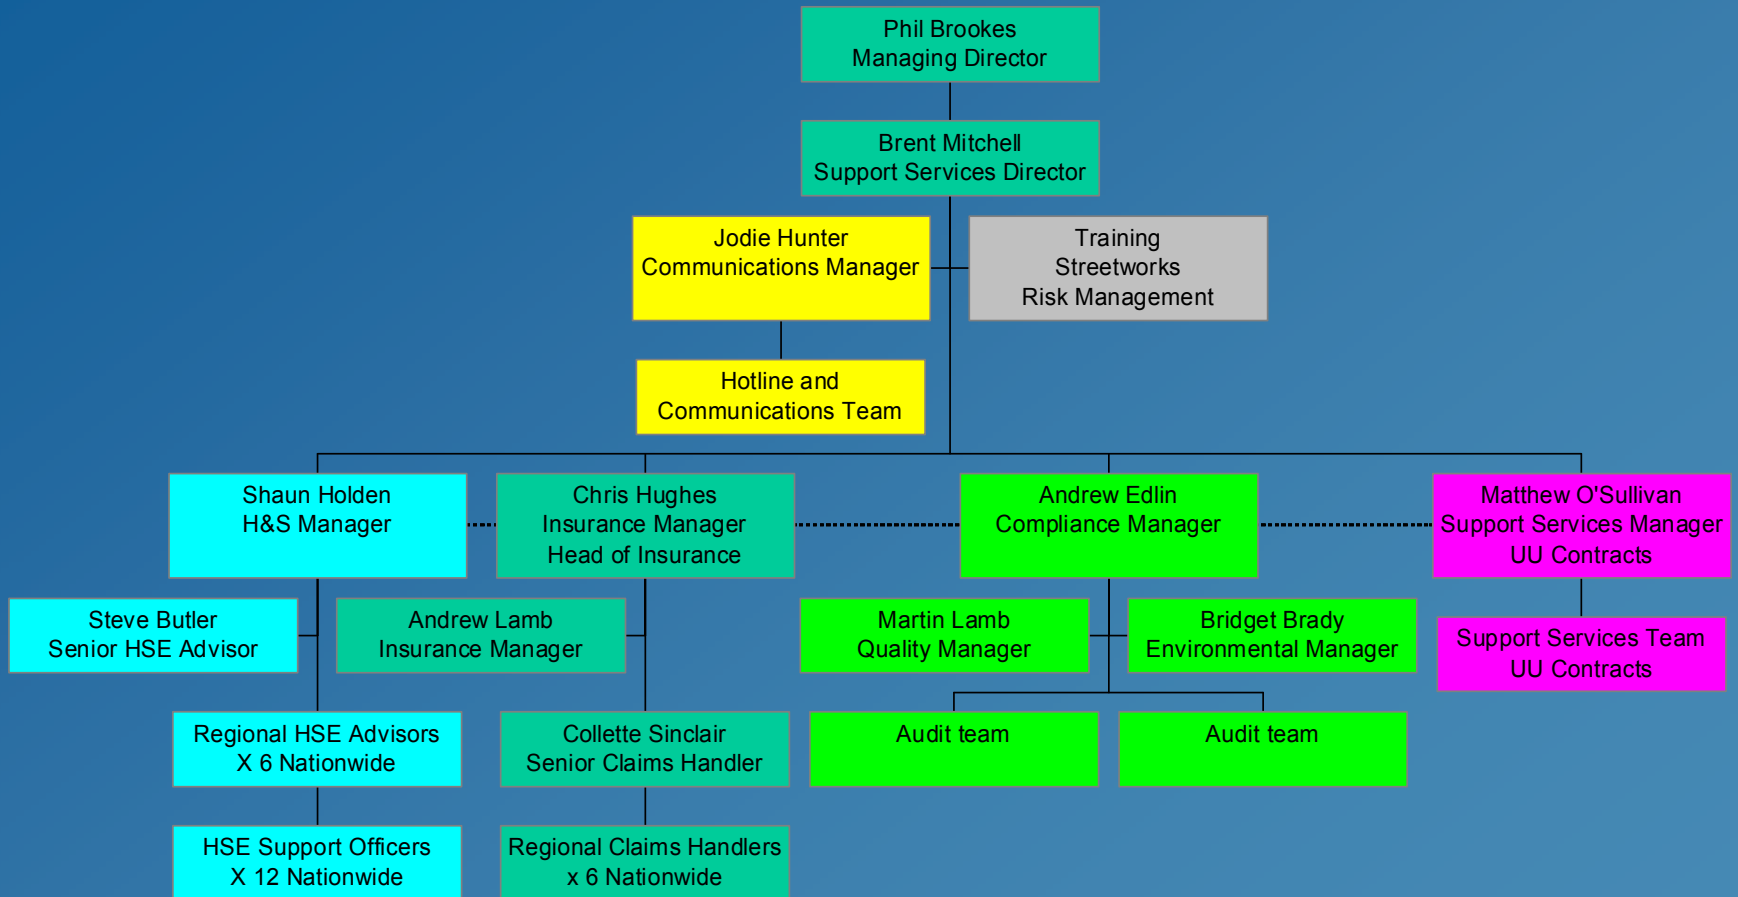 Phil Brookes
Managing Director
Brent Mitchell
Support Services Director
Jodie Hunter
Communications Manager
Training
Streetworks
Risk Management
Hotline and
Communications Team
Shaun Holden
H&S Manager
Chris Hughes
Insurance Manager
Head of Insurance
Andrew Edlin
Compliance Manager
Matthew O'Sullivan
Support Services Manager
UU Contracts
Steve Butler
Senior HSE Advisor
Andrew Lamb
Insurance Manager
Martin Lamb
Quality Manager
Bridget Brady
Environmental Manager
Support Services Team
UU Contracts
Regional HSE Advisors
X 6 Nationwide
Collette Sinclair
Senior Claims Handler
Audit team
Audit team
HSE Support Officers
X 12 Nationwide
Regional Claims Handlers
x 6 Nationwide